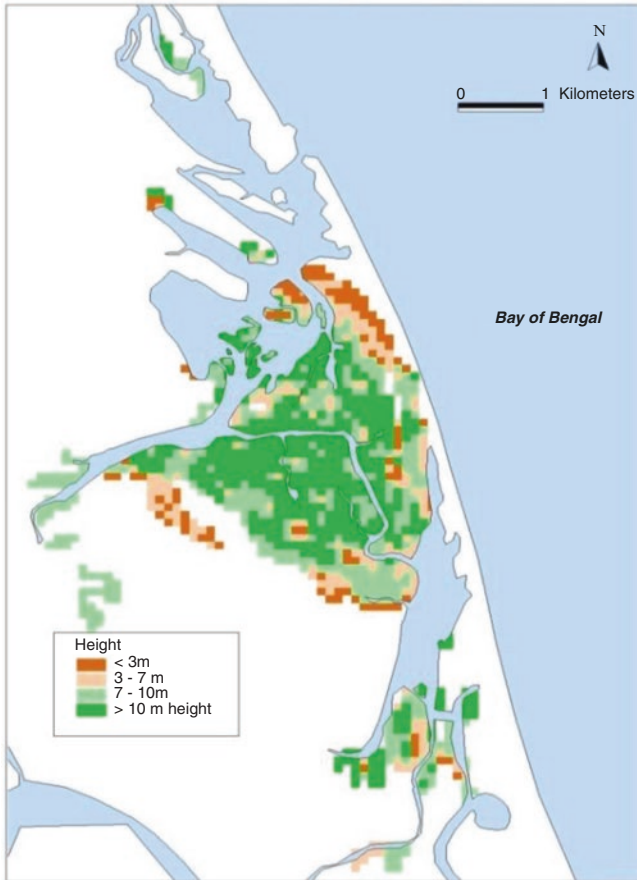 N
0 1 Kilometers
Bay of Bengal
Height
< 3m
3 - 7 m
7 - 10m
> 10 m height